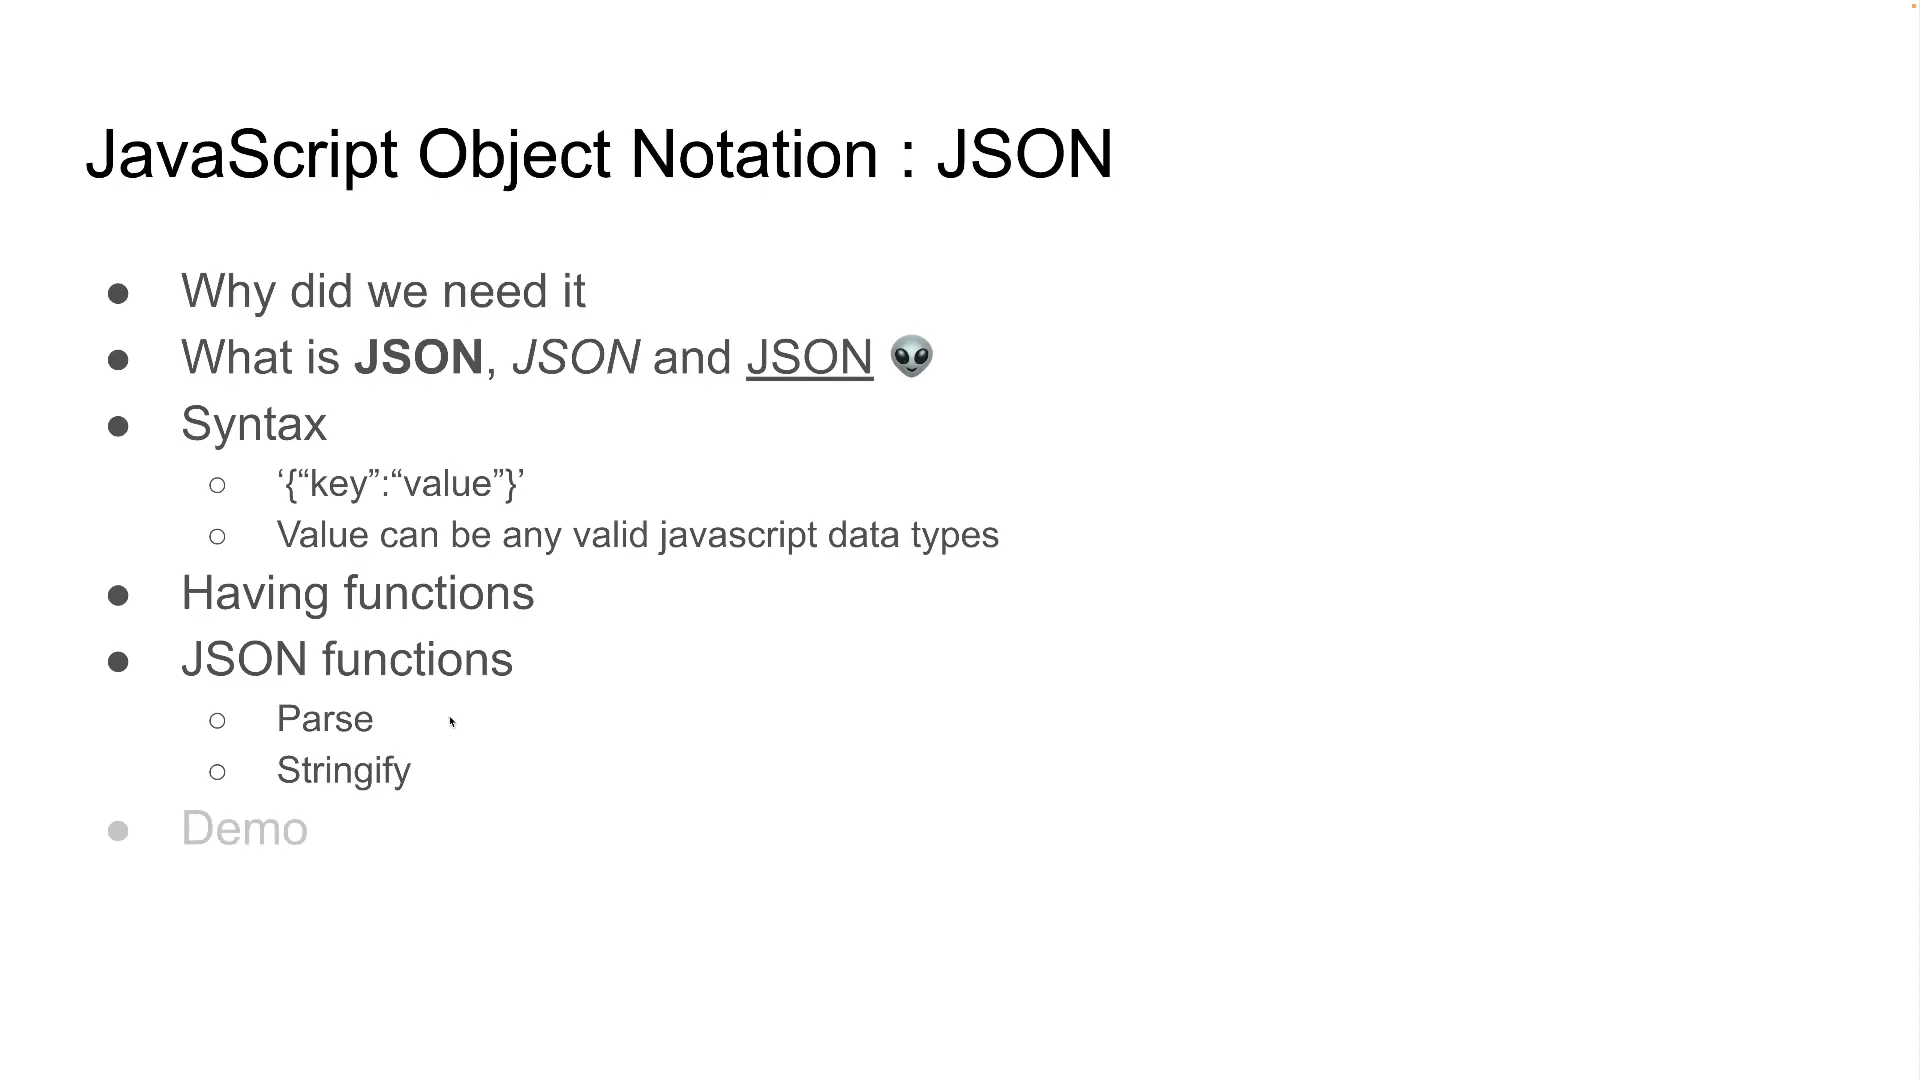 JavaScript Object Notation : JSON
● Why did we need it
● What is JSON, JSON and JSON 👽
● Syntax
○ ‘{“key”:“value”}’
○ Value can be any valid javascript data types
● Having functions
● JSON functions
○ Parse
○ Stringify
● Demo